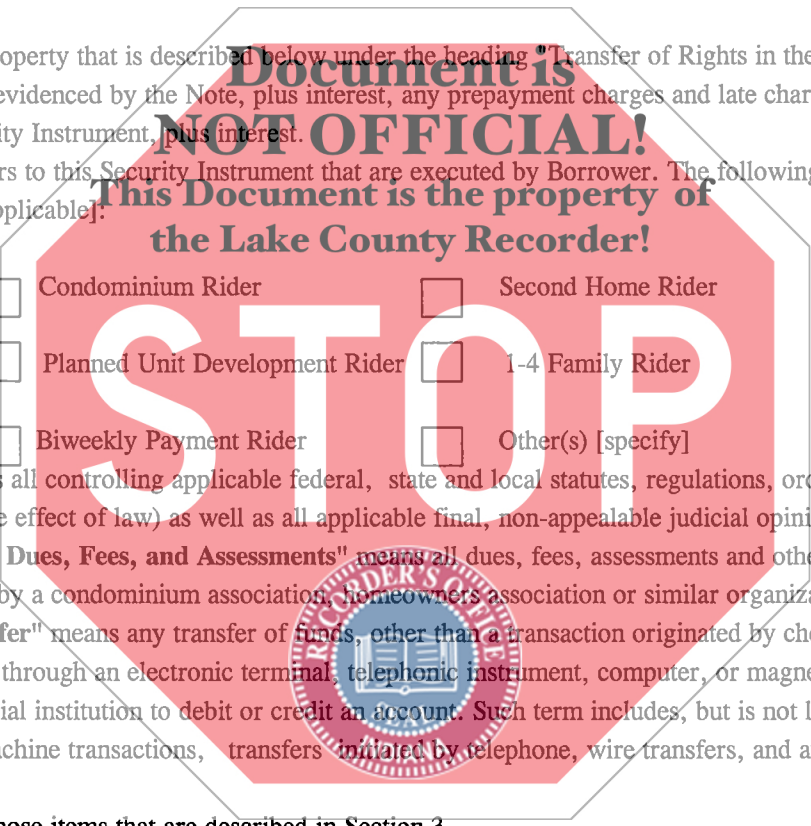 operty that is described below under the heading "Transfer of Rights in the
Document is
evidenced by the Note, plus interest, any prepayment charges and late char
ity Instrument, plus interest.
NOT OFFICIAL!
rs to this Security Instrument that are executed by Borrower. The following
This Document is the property of
pplicable]:
the Lake County Recorder!
Condominium Rider Second Home Rider
STOP
Planned Unit Development Rider 1-4 Family Rider
Biweekly Payment Rider Other(s) [specify]
s all controlling applicable federal, state and local statutes, regulations, ord
e effect of law) as well as all applicable final, non-appealable judicial opini
Dues, Fees, and Assessments" means all dues, fees, assessments and othe
by a condominium association, homeowners association or similar organiza
fer" means any transfer of funds, other than a transaction originated by che
through an electronic terminal, telephonic instrument, computer, or magne
ial institution to debit or credit an account. Such term includes, but is not l
achine transactions, transfers initiated by telephone, wire transfers, and a
RECORDER'S OFFICE
SEAL
INDIANA
hose items that are described in Section 3.